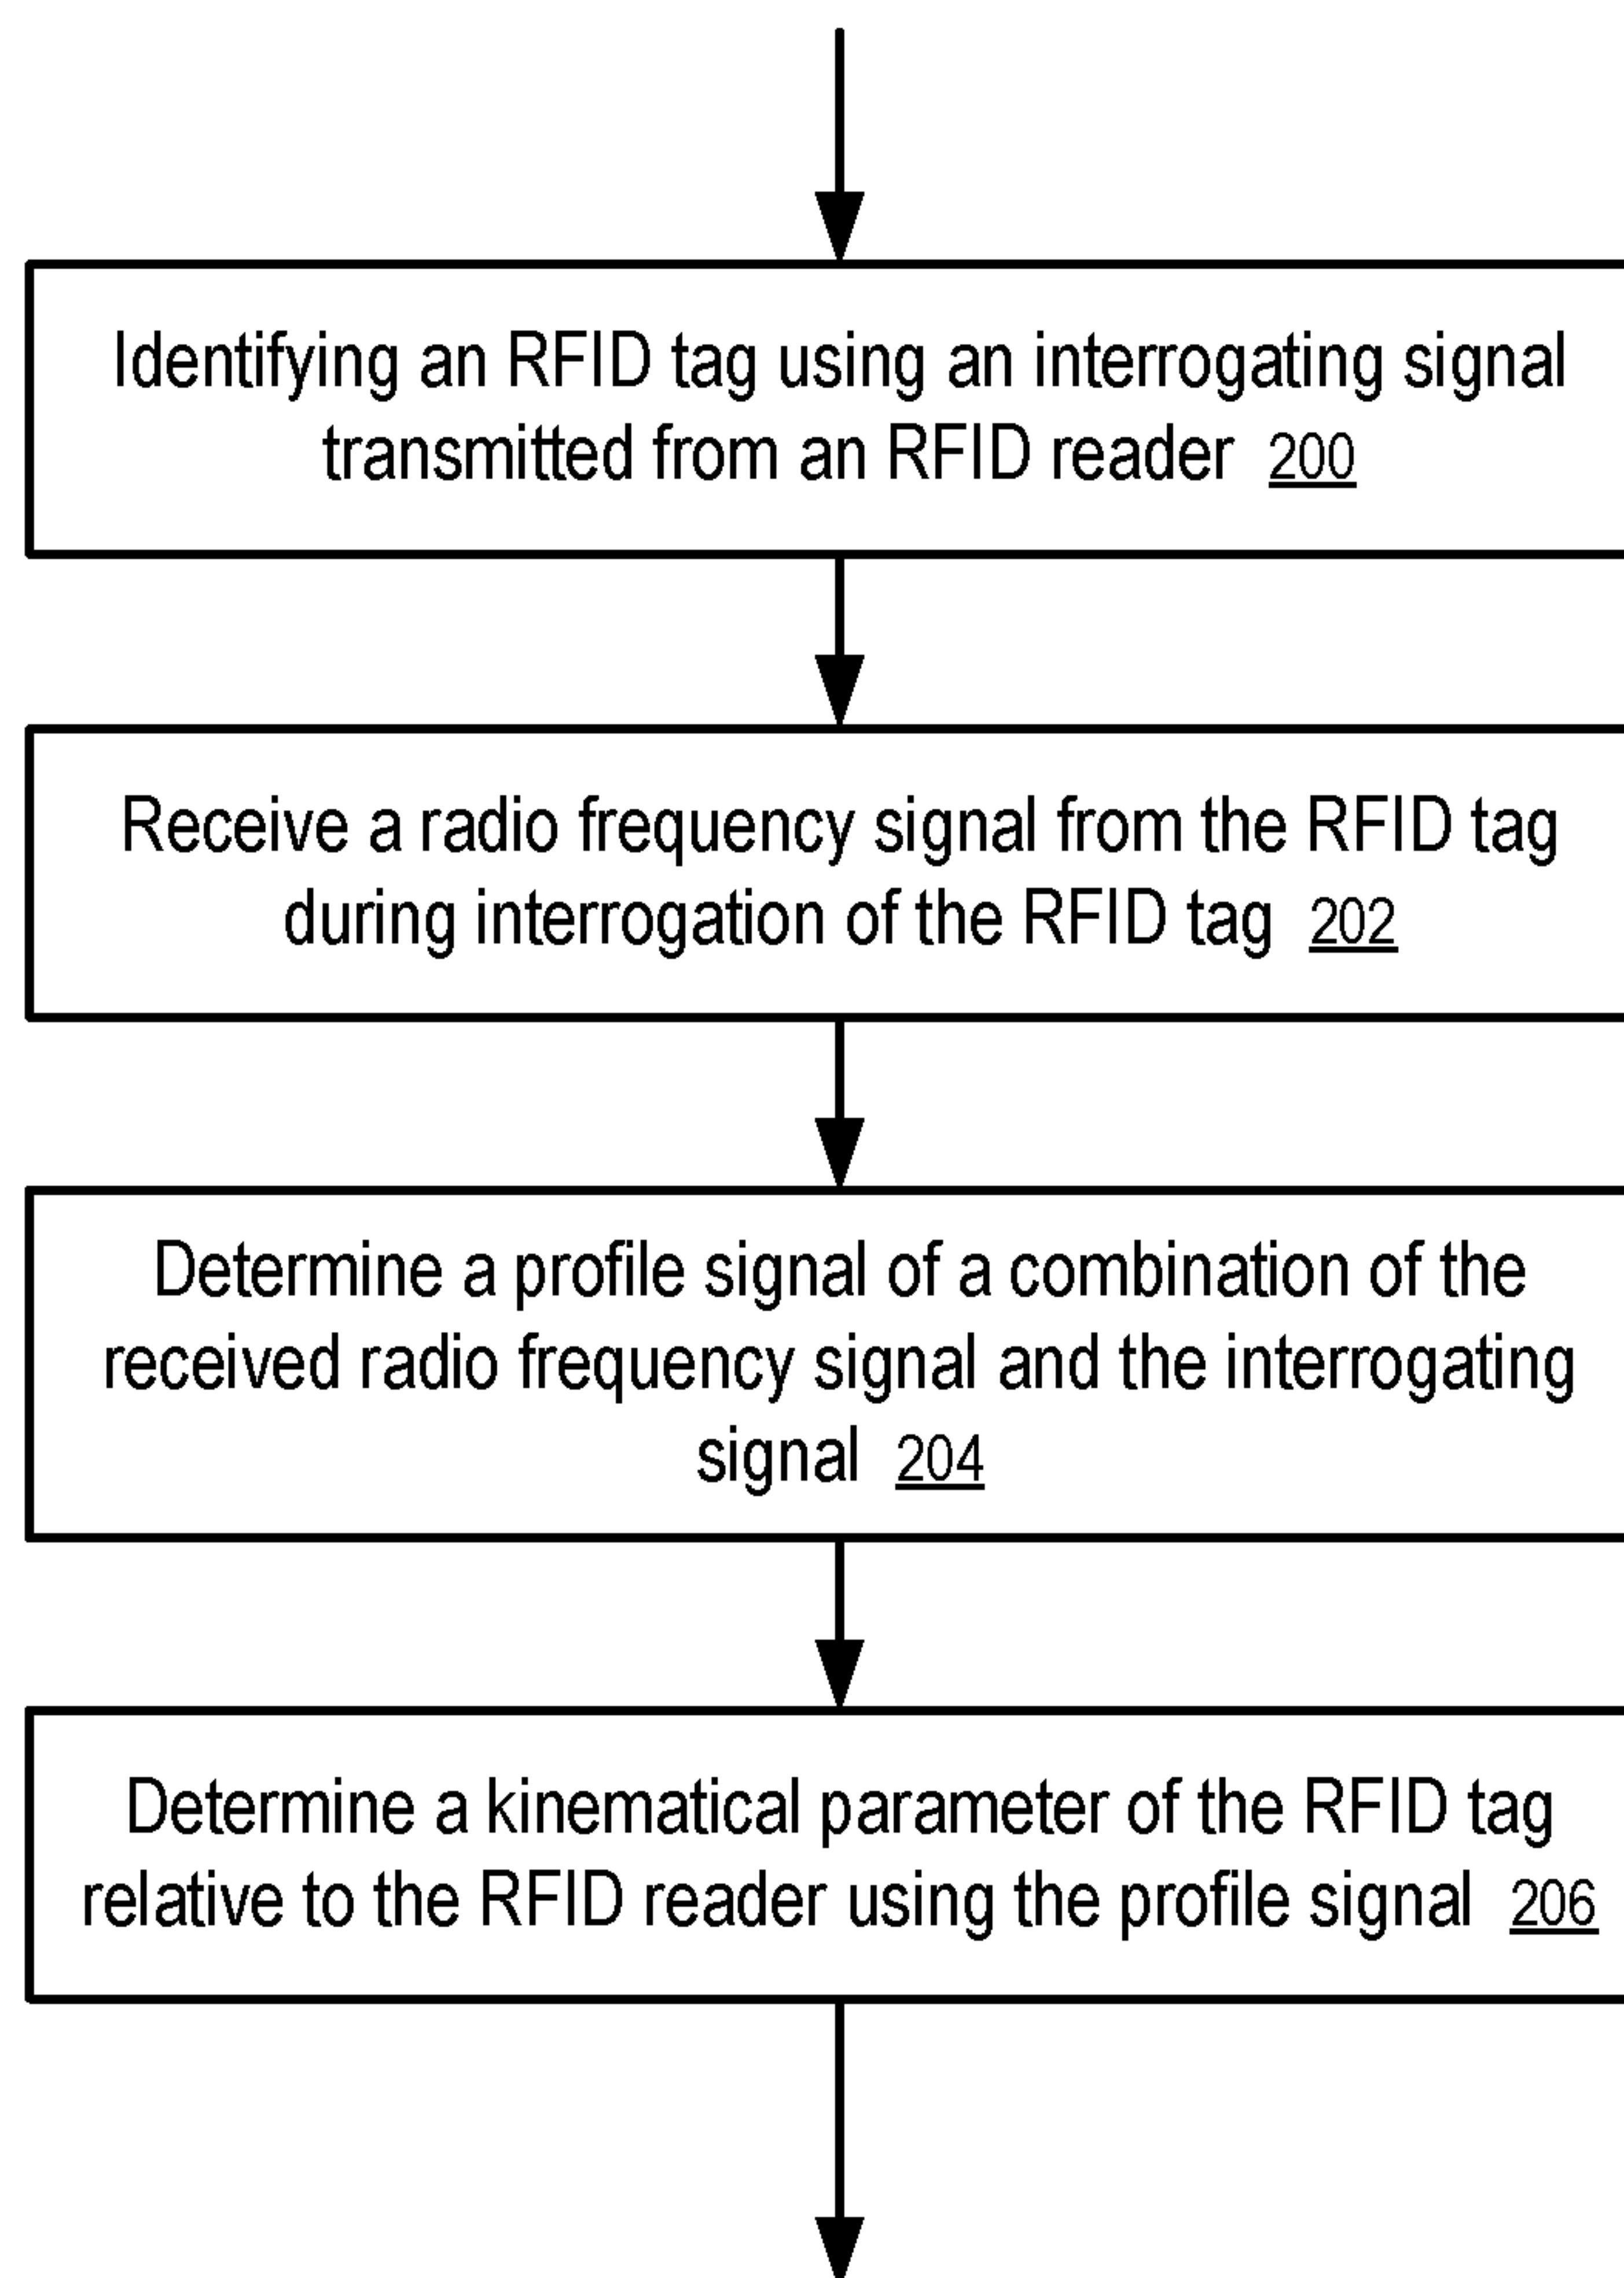 Identifying an RFID tag using an interrogating signal
transmitted from an RFID reader 200
Receive a radio frequency signal from the RFID tag
during interrogation of the RFID tag 202
Determine a profile signal of a combination of the
received radio frequency signal and the interrogating
signal 204
Determine a kinematical parameter of the RFID tag
relative to the RFID reader using the profile signal 206